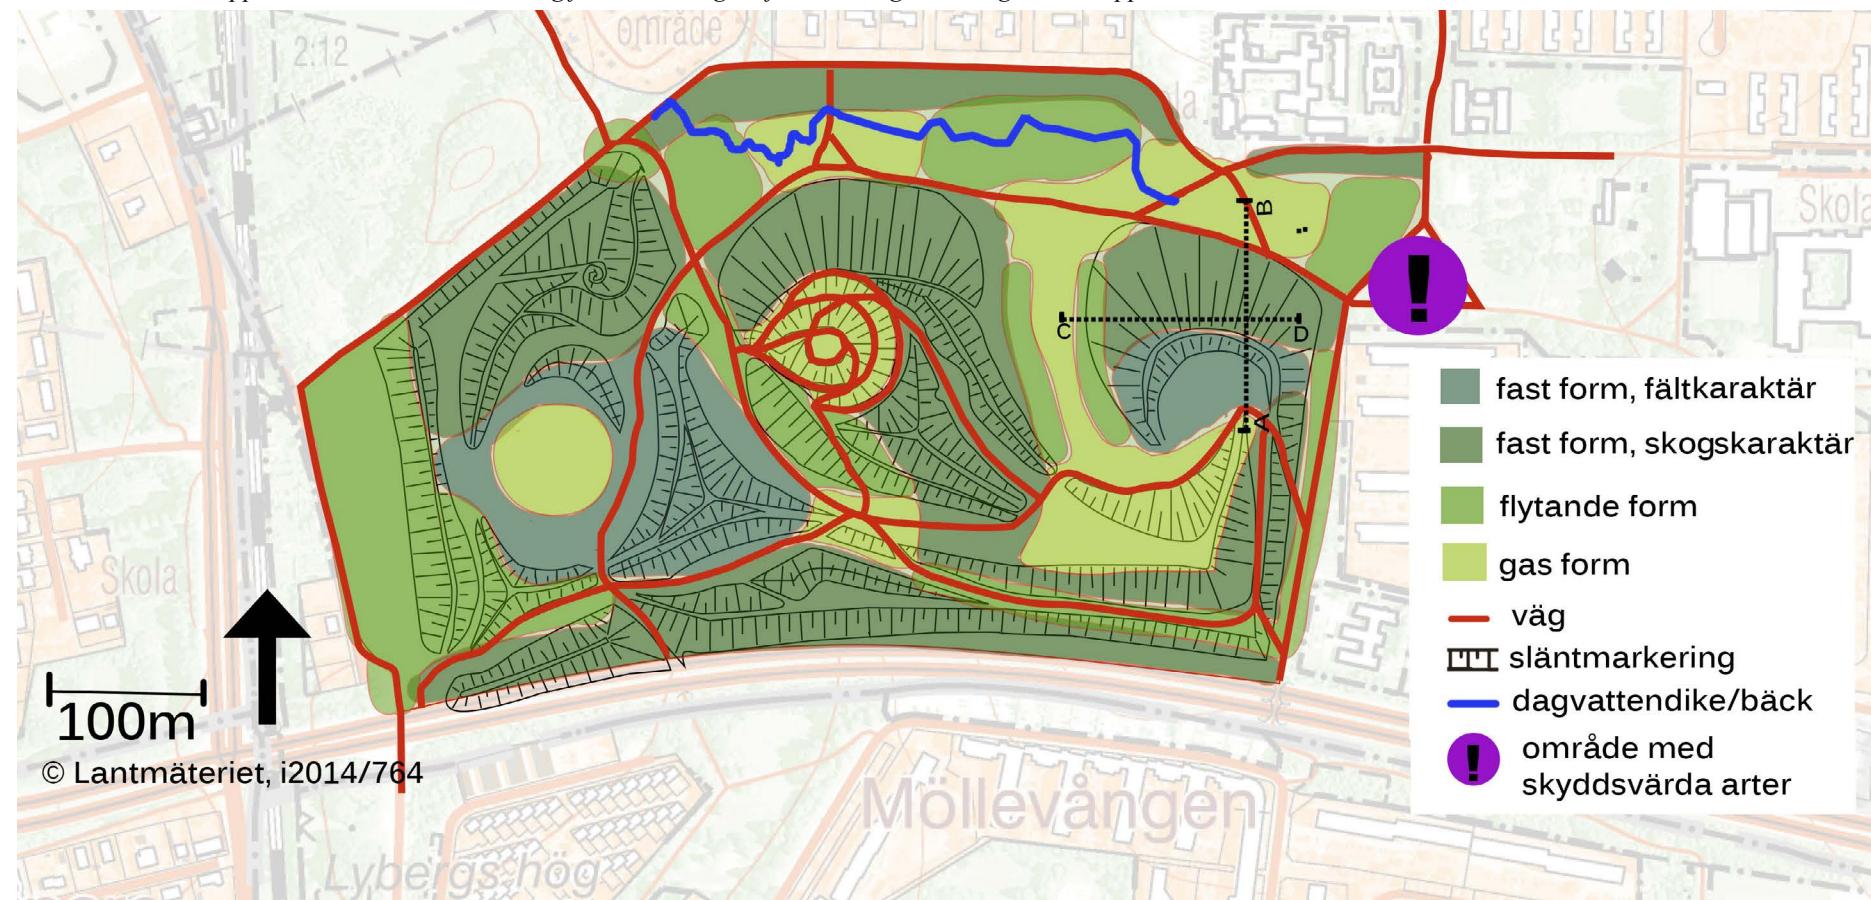 2:12
område
Skola
B
C
D
A
!
fast form, fältkaraktär
fast form, skogskaraktär
flytande form
gas form
väg
släntmarkering
dagvattendike/bäck
! område med
skyddsvärda arter
Skola
100m
© Lantmäteriet, i2014/764
Möllevången
Lybergs hög